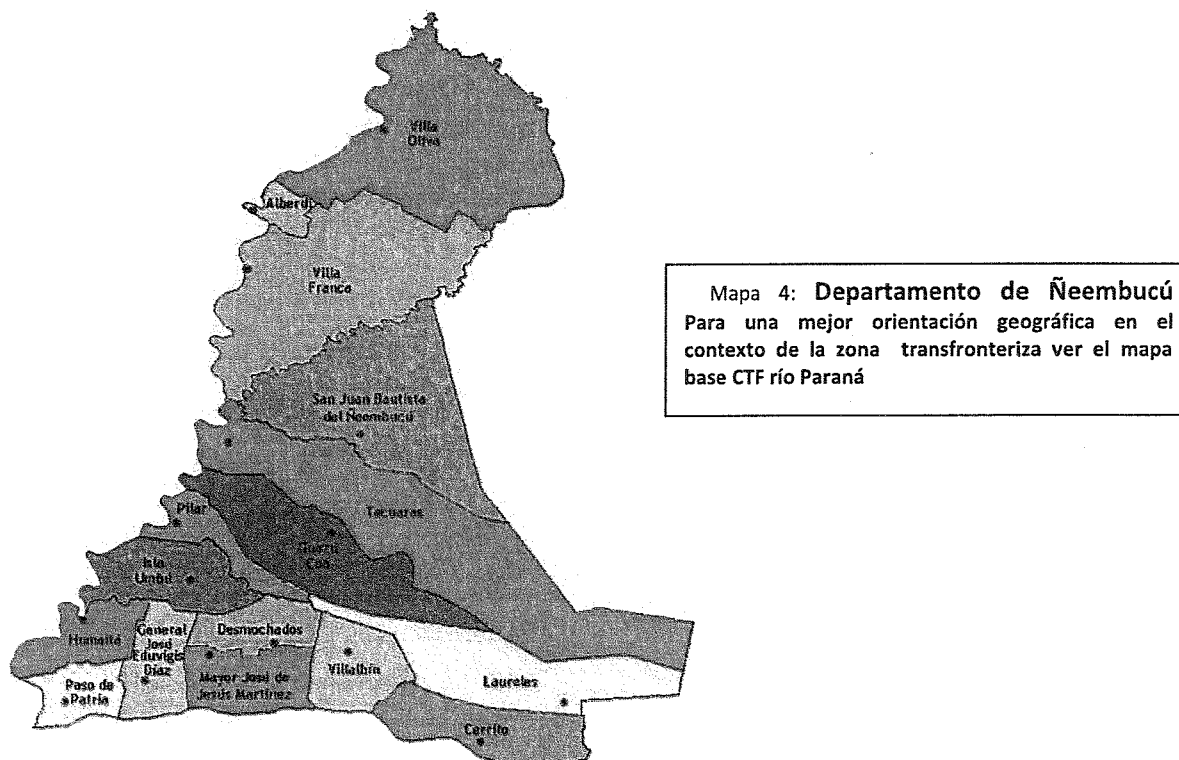 Villa
Oliva
Alberdi
Villa
Franca
Mapa 4: Departamento de Ñeembucú
Para una mejor orientación geográfica en el
contexto de la zona transfronteriza ver el mapa
base CTF río Paraná
San Juan Bautista
del Ñeembucú
Tacuaras
Pilar
Guazú
Cuá
Isla
Umbú
Humaitá
General
José
Eduvigis
Díaz
Desmochados
Villalbín
Mayor José de
Jesús Martínez
Paso de
Patria
Laureles
Cerrito